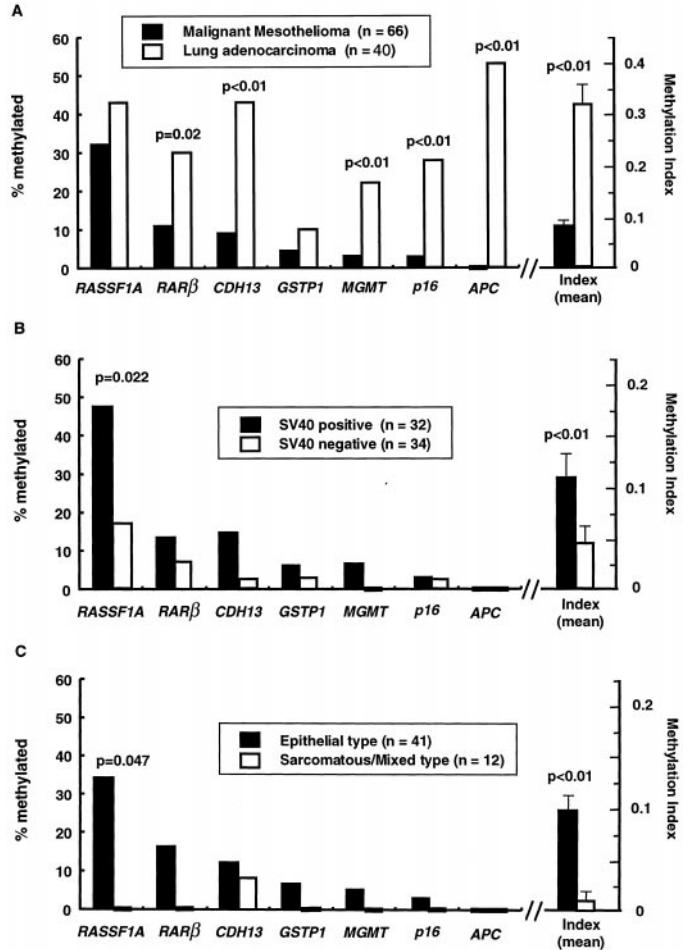 A
Malignant Mesothelioma (n = 66)
Lung adenocarcinoma (n = 40)
% methylated
60
50
40
30
20
10
0
p=0.02
p<0.01
p<0.01
p<0.01
p<0.01
p<0.01
0.4
0.3
0.2
0.1
0
Methylation Index
RASSF1A RARβ CDH13 GSTP1 MGMT p16 APC // Index
(mean)
B
SV40 positive (n = 32)
SV40 negative (n = 34)
% methylated
60
50
40
30
20
10
0
p=0.022
p<0.01
0.2
0.1
0
Methylation Index
RASSF1A RARβ CDH13 GSTP1 MGMT p16 APC // Index
(mean)
C
Epithelial type (n = 41)
Sarcomatous/Mixed type (n = 12)
% methylated
60
50
40
30
20
10
0
p=0.047
p<0.01
0.2
0.1
0
Methylation Index
RASSF1A RARβ CDH13 GSTP1 MGMT p16 APC // Index
(mean)